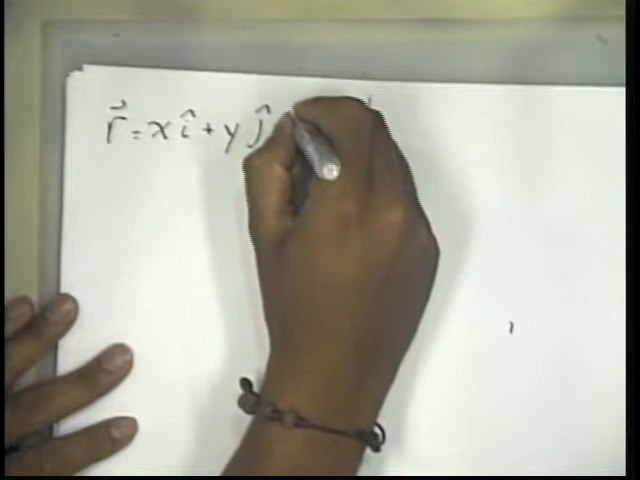 r⃗ = x î + y ĵ